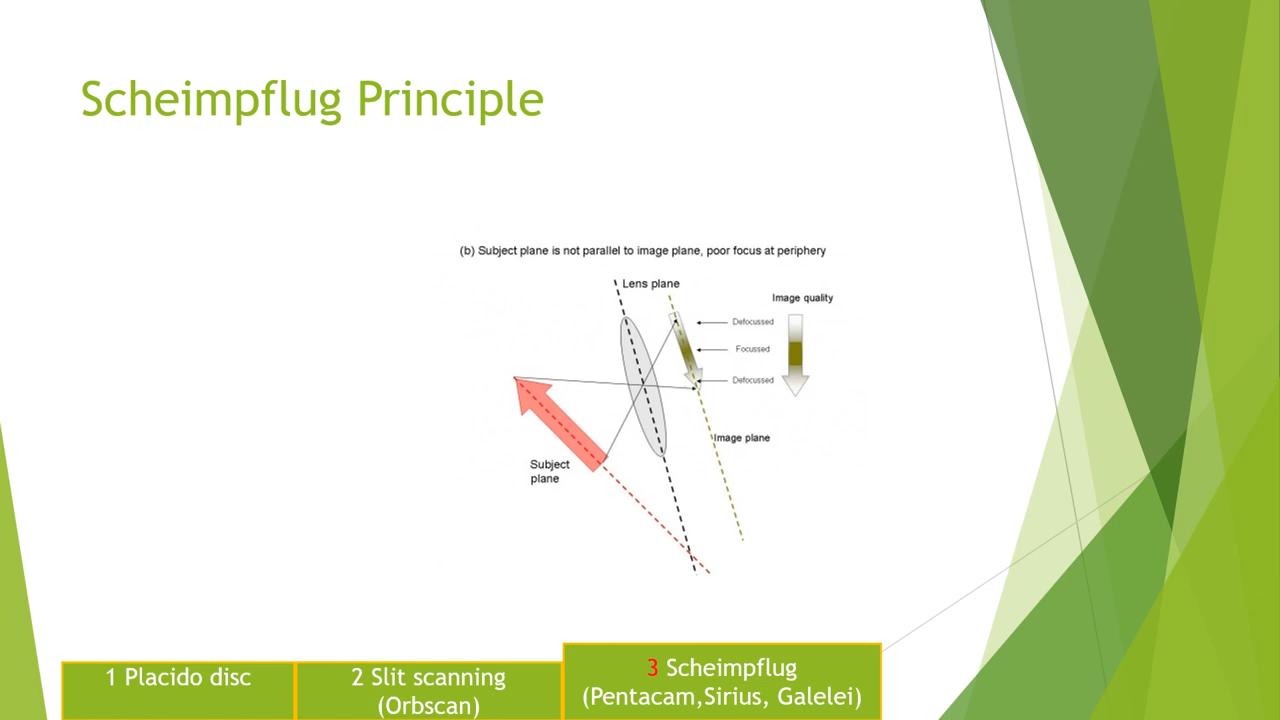 Scheimpflug Principle
(b) Subject plane is not parallel to image plane, poor focus at periphery
Lens plane
Image quality
Defocussed
Focussed
Defocussed
Image plane
Subject
plane
1 Placido disc
2 Slit scanning
(Orbscan)
3 Scheimpflug
(Pentacam,Sirius, Galelei)